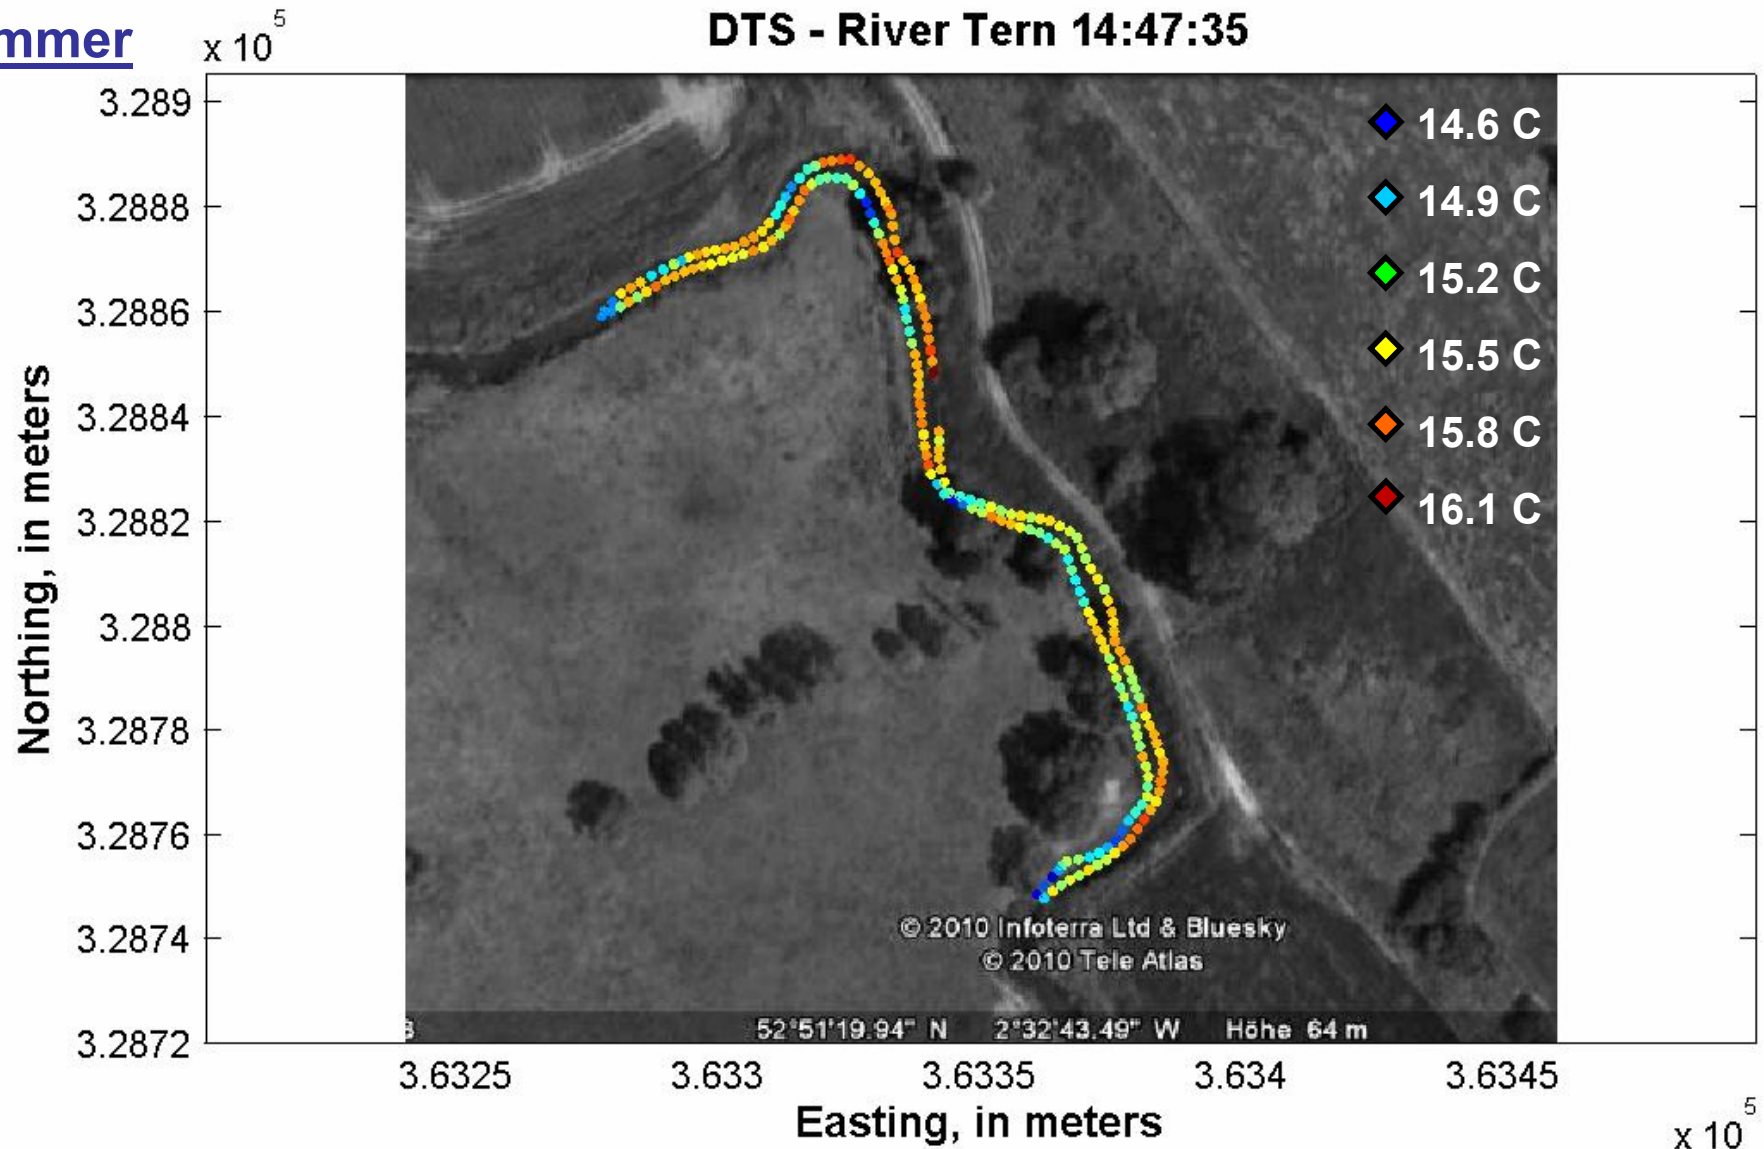 mmer
x 10 5
DTS - River Tern 14:47:35
3.289
3.2888
3.2886
3.2884
3.2882
3.288
3.2878
3.2876
3.2874
3.2872
Northing, in meters
14.6 C
14.9 C
15.2 C
15.5 C
15.8 C
16.1 C
© 2010 Infoterra Ltd & Bluesky
© 2010 Tele Atlas
52°51'19.94" N 2°32'43.49" W Höhe 64 m
3.6325 3.633 3.6335 3.634 3.6345
Easting, in meters
x 10 5